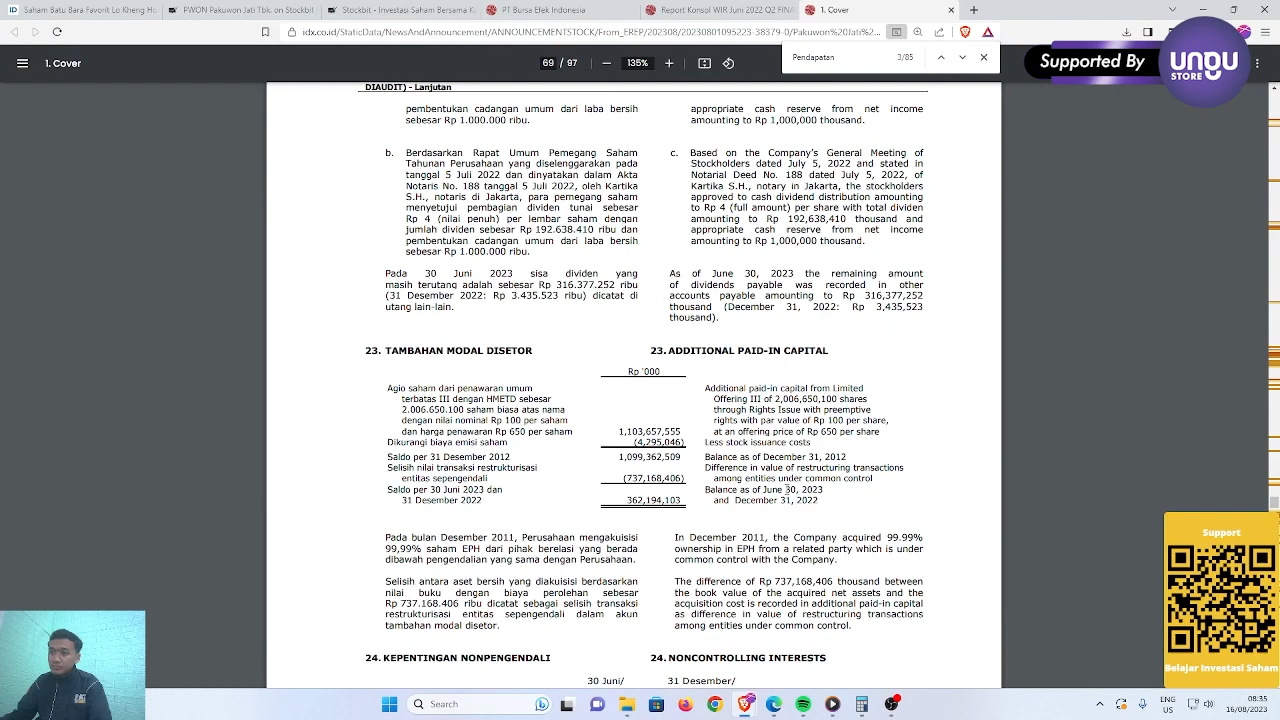 Saham Batu Bara Favorit Lo Kheng Ho
PWON Pakuwon Jati Tbk. on Stockbit
Stockbit - Investasi Saham Bersama K
PT Bursa Efek Indonesia
Report Konsol WIR Juni 2022 Q2 FINA
1. Cover
idx.co.id/StaticData/NewsAndAnnouncement/ANNOUNCEMENTSTOCK/From_EREP/202308/20230801095223-38379-0/Pakuwon%20Jati%2...
1. Cover
69 / 97
135%
Pendapatan
3/85
Supported By
UNGU
STORE
DIAUDIT) - Lanjutan
pembentukan cadangan umum dari laba bersih
sebesar Rp 1.000.000 ribu.
appropriate cash reserve from net income
amounting to Rp 1,000,000 thousand.
b. Berdasarkan Rapat Umum Pemegang Saham
Tahunan Perusahaan yang diselenggarakan pada
tanggal 5 Juli 2022 dan dinyatakan dalam Akta
Notaris No. 188 tanggal 5 Juli 2022, oleh Kartika
S.H., notaris di Jakarta, para pemegang saham
menyetujui pembagian dividen tunai sebesar
Rp 4 (nilai penuh) per lembar saham dengan
jumlah dividen sebesar Rp 192.638.410 ribu dan
pembentukan cadangan umum dari laba bersih
sebesar Rp 1.000.000 ribu.
c. Based on the Company's General Meeting of
Stockholders dated July 5, 2022 and stated in
Notarial Deed No. 188 dated July 5, 2022, of
Kartika S.H., notary in Jakarta, the stockholders
approved to cash dividend distribution amounting
to Rp 4 (full amount) per share with total dividen
amounting to Rp 192,638,410 thousand and
appropriate cash reserve from net income
amounting to Rp 1,000,000 thousand.
Pada 30 Juni 2023 sisa dividen yang
masih terutang adalah sebesar Rp 316.377.252 ribu
(31 Desember 2022: Rp 3.435.523 ribu) dicatat di
utang lain-lain.
As of June 30, 2023 the remaining amount
of dividends payable was recorded in other
accounts payable amounting to Rp 316,377,252
thousand (December 31, 2022: Rp 3,435,523
thousand).
23. TAMBAHAN MODAL DISETOR
23. ADDITIONAL PAID-IN CAPITAL
Rp '000
Agio saham dari penawaran umum
terbatas III dengan HMETD sebesar
2.006.650.100 saham biasa atas nama
dengan nilai nominal Rp 100 per saham
dan harga penawaran Rp 650 per saham
1,103,657,555
Additional paid-in capital from Limited
Offering III of 2,006,650,100 shares
through Rights Issue with preemptive
rights with par value of Rp 100 per share,
at an offering price of Rp 650 per share
Dikurangi biaya emisi saham (4,295,046) Less stock issuance costs
Saldo per 31 Desember 2012 1,099,362,509 Balance as of December 31, 2012
Selisih nilai transaksi restrukturisasi
entitas sepengendali
(737,168,406)
Difference in value of restructuring transactions
among entities under common control
Saldo per 30 Juni 2023 dan
31 Desember 2022
362,194,103
Balance as of June 30, 2023
and December 31, 2022
Pada bulan Desember 2011, Perusahaan mengakuisisi
99,99% saham EPH dari pihak berelasi yang berada
dibawah pengendalian yang sama dengan Perusahaan.
In December 2011, the Company acquired 99.99%
ownership in EPH from a related party which is under
common control with the Company.
Selisih antara aset bersih yang diakuisisi berdasarkan
nilai buku dengan biaya perolehan sebesar
Rp 737.168.406 ribu dicatat sebagai selisih transaksi
restrukturisasi entitas sepengendali dalam akun
tambahan modal disetor.
The difference of Rp 737,168,406 thousand between
the book value of the acquired net assets and the
acquisition cost is recorded in additional paid-in capital
as difference in value of restructuring transactions
among entities under common control.
24. KEPENTINGAN NONPENGENDALI
24. NONCONTROLLING INTERESTS
30 Juni/ 31 Desember/
Support
Belajar Investasi Saham
Search
ENG
US
08:35
16/08/2023